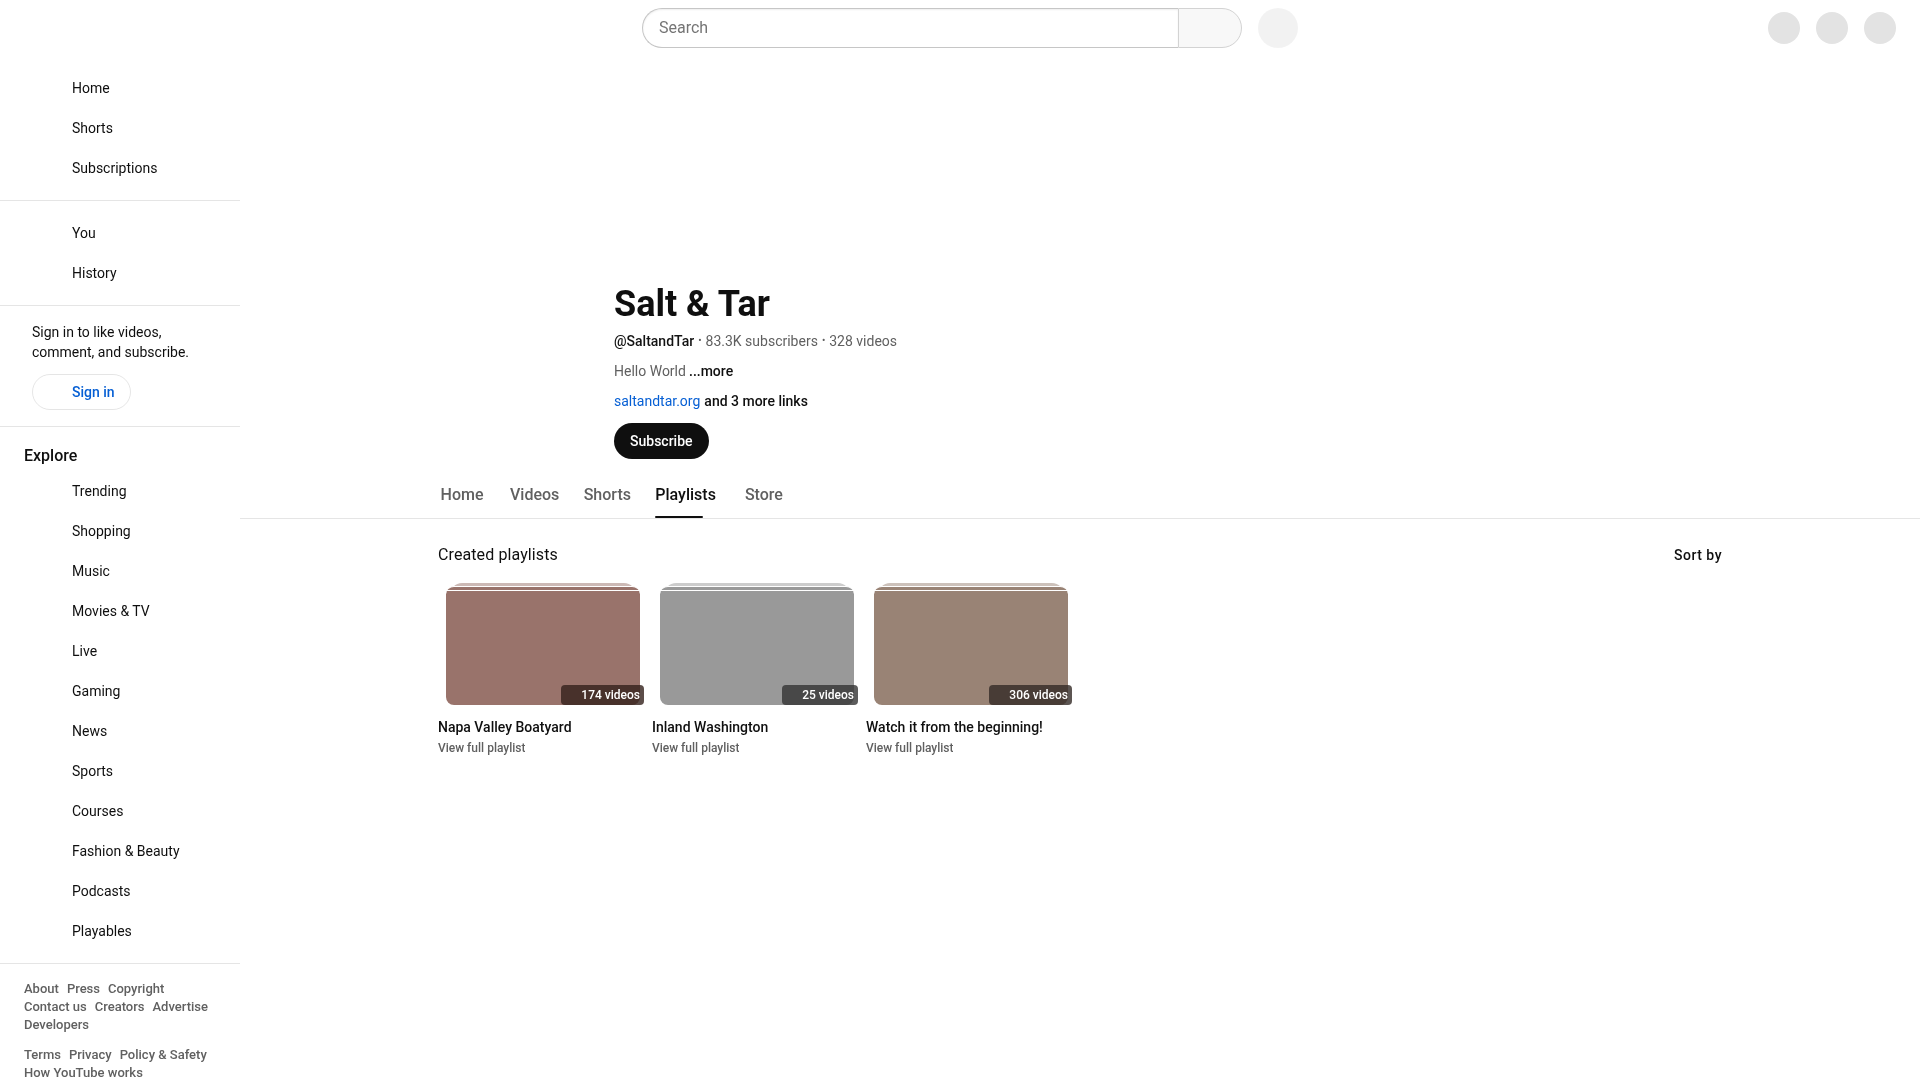 Search
Home
Shorts
Subscriptions
You
History
Sign in to like videos,
comment, and subscribe.
Sign in
Explore
Trending
Shopping
Music
Movies & TV
Live
Gaming
News
Sports
Courses
Fashion & Beauty
Podcasts
Playables
About Press Copyright
Contact us Creators Advertise
Developers
Terms Privacy Policy & Safety
How YouTube works
Salt & Tar
@SaltandTar • 83.3K subscribers • 328 videos
Hello World ...more
saltandtar.org and 3 more links
Subscribe
Home Videos Shorts Playlists Store
Created playlists
Sort by
174 videos
Napa Valley Boatyard
View full playlist
25 videos
Inland Washington
View full playlist
306 videos
Watch it from the beginning!
View full playlist